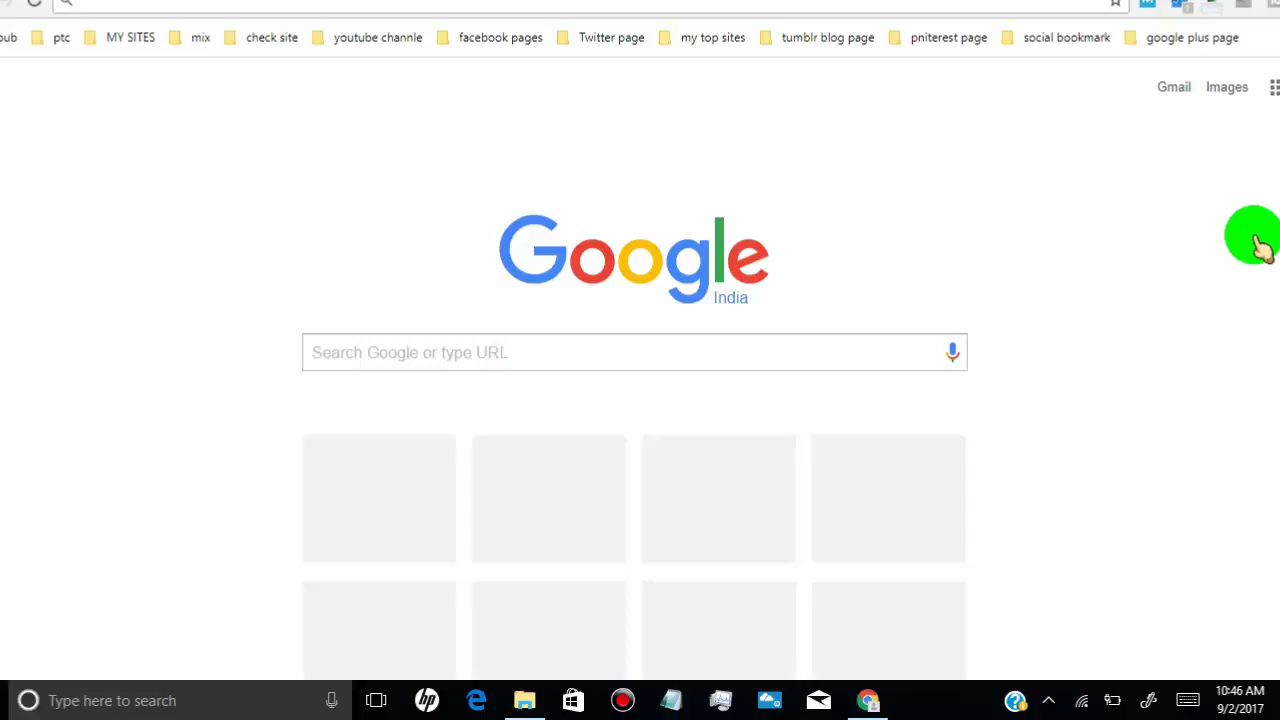 pub ptc MY SITES mix check site youtube channle facebook pages Twitter page my top sites tumblr blog page pniterest page social bookmark google plus page
Gmail Images
Google
India
Search Google or type URL
Type here to search
hp
10:46 AM
9/2/2017